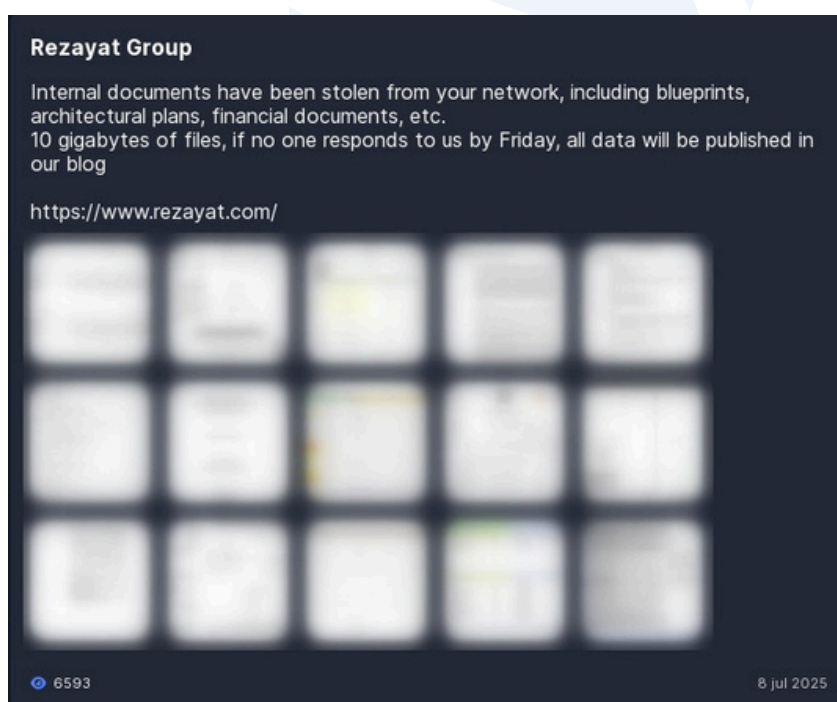 Rezayat Group
Internal documents have been stolen from your network, including blueprints,
architectural plans, financial documents, etc.
10 gigabytes of files, if no one responds to us by Friday, all data will be published in
our blog
https://www.rezayat.com/
6593
8 jul 2025